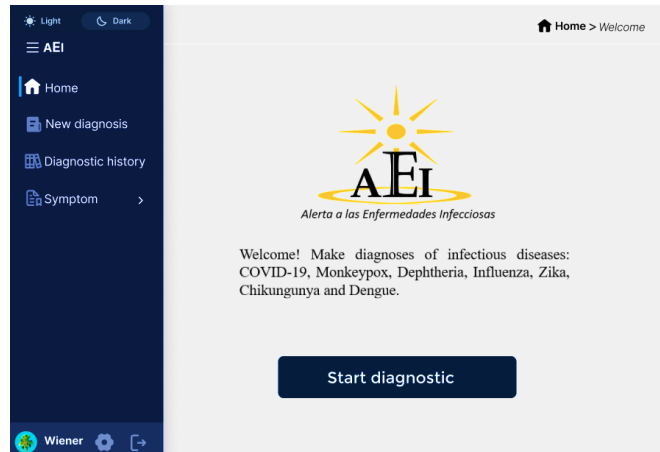 Light Dark
AEI
Home
New diagnosis
Diagnostic history
Symptom
Wiener
Home > Welcome
AEI
Alerta a las Enfermedades Infecciosas
Welcome! Make diagnoses of infectious diseases:
COVID-19, Monkeypox, Dephtheria, Influenza, Zika,
Chikungunya and Dengue.
Start diagnostic